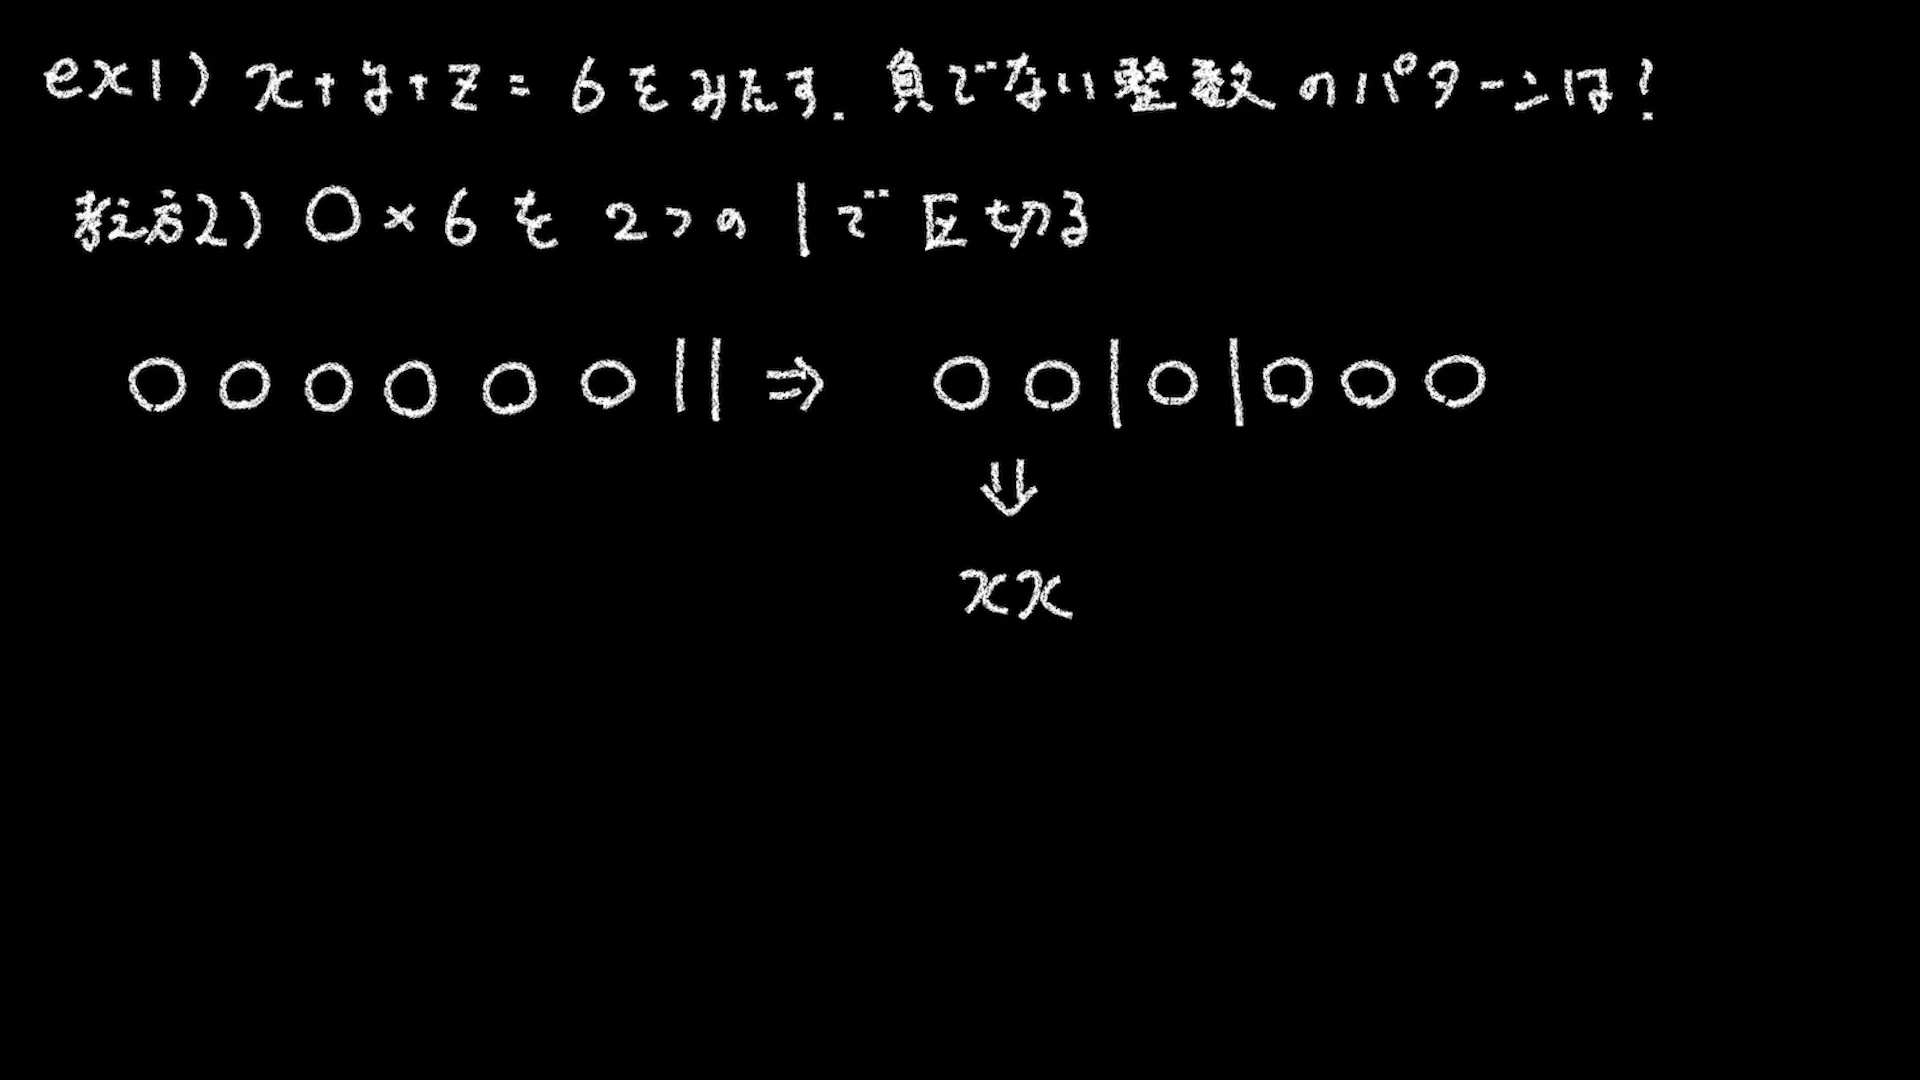 ex1) x+y+z=6をみたす.負でない整数のパターンは?
考え方2) ○×6を2つの|で区切る
○○○○○○||⇒ ○○|○|○○○
⇓
xx